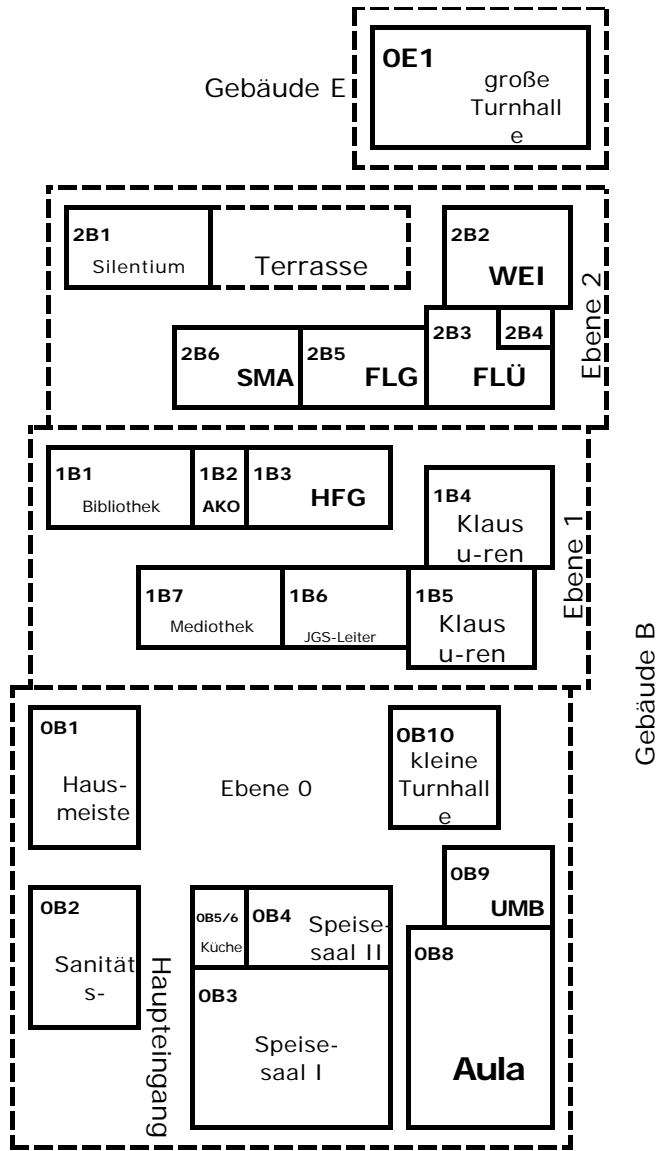 0E1
große
Turnhall
e
Gebäude E
2B1
Silentium
Terrasse
2B2
WEI
2B6
SMA
2B5
FLG
2B3
2B4
FLÜ
Ebene 2
1B1
Bibliothek
1B2
AKO
1B3
HFG
1B4
Klaus
u-ren
1B7
Mediothek
1B6
JGS-Leiter
1B5
Klaus
u-ren
Ebene 1
Gebäude B
0B1
Haus-
meiste
Ebene 0
0B10
kleine
Turnhall
e
0B2
Sanität
s-
Haupteingang
0B5/6
Küche
0B4
Speise-
saal II
0B9
UMB
0B3
Speise-
saal I
0B8
Aula